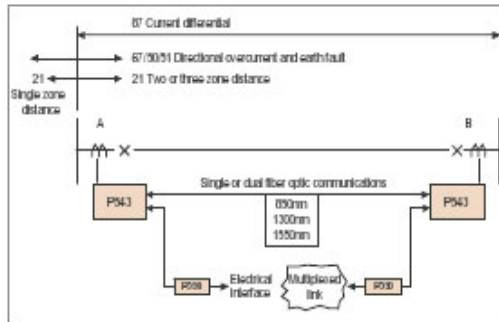 87 Current differential
67/50/51 Directional overcurrent and earth fault
21
21 Two or three zone distance
Single zone
distance
A
B
Single or dual fiber optic communications
P543
850nm
1300nm
1550nm
P543
Electrical
interface
Multiplexed
link